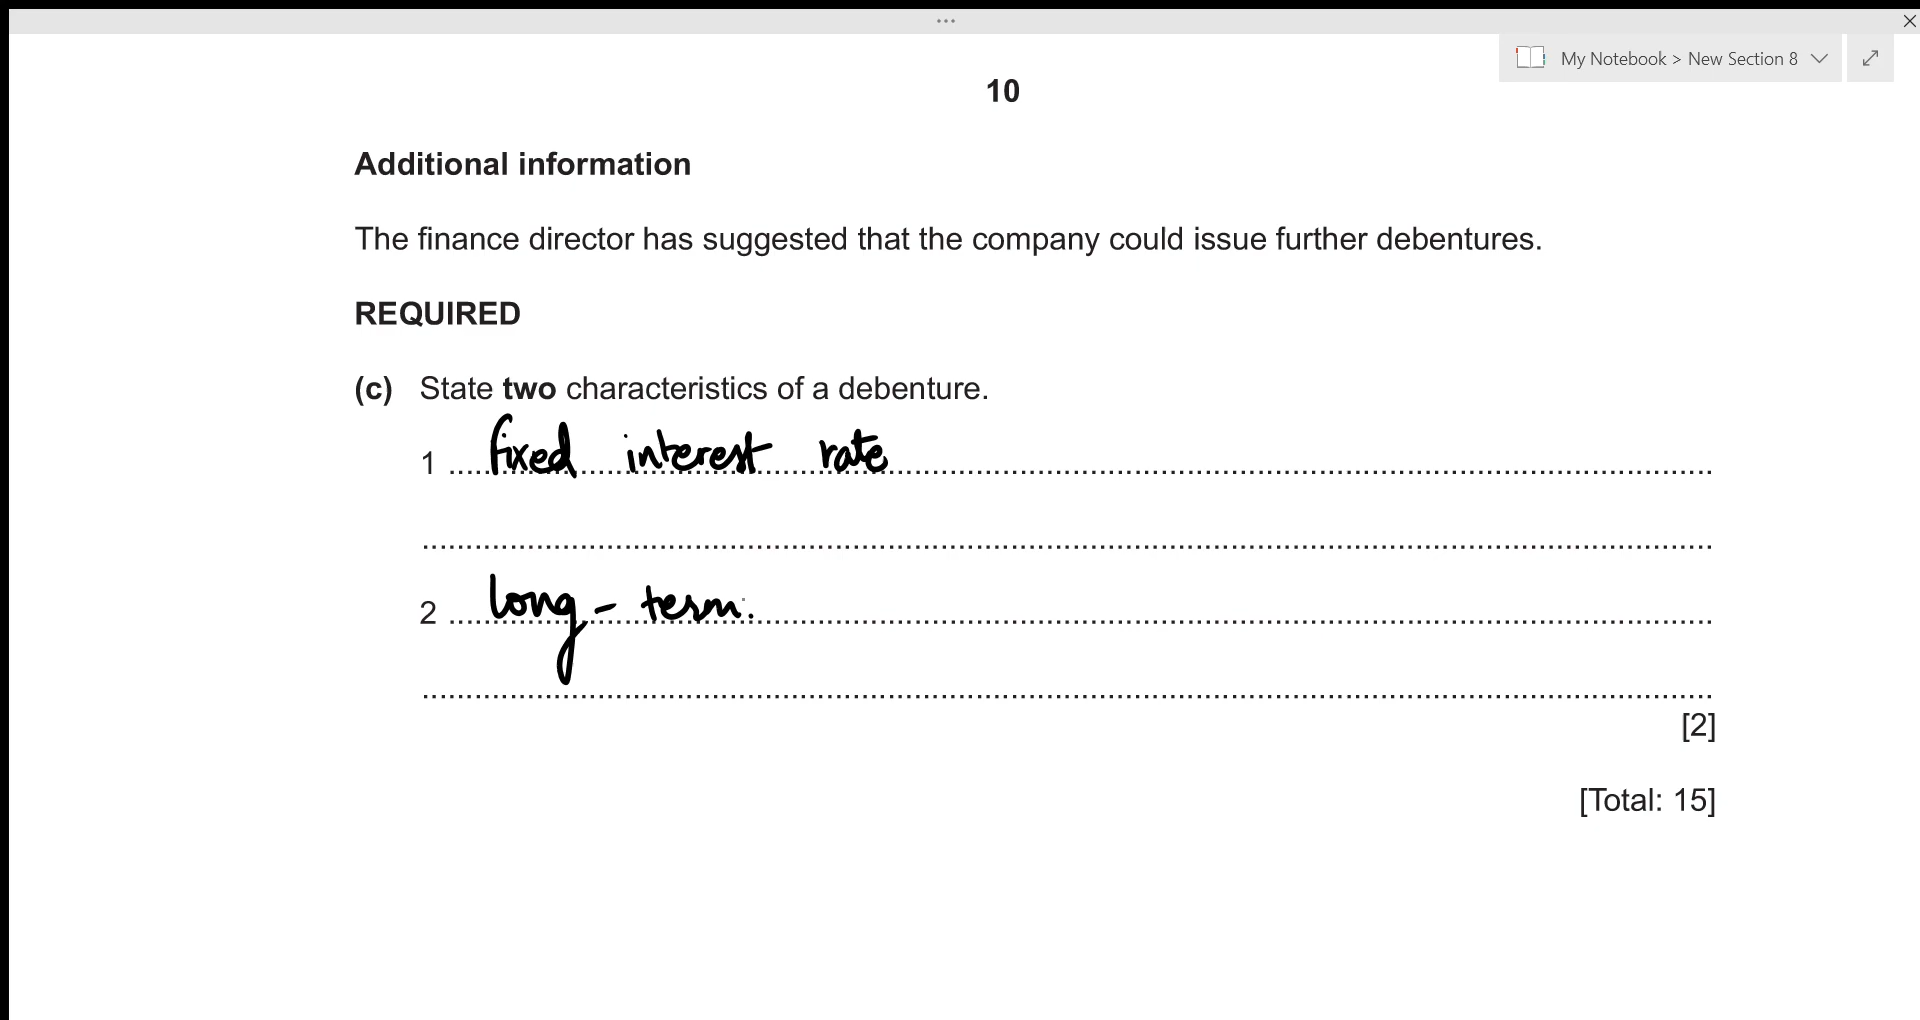 My Notebook > New Section 8
10
Additional information
The finance director has suggested that the company could issue further debentures.
REQUIRED
(c) State two characteristics of a debenture.
1 fixed interest rate
2 long-term.
[2]
[Total: 15]